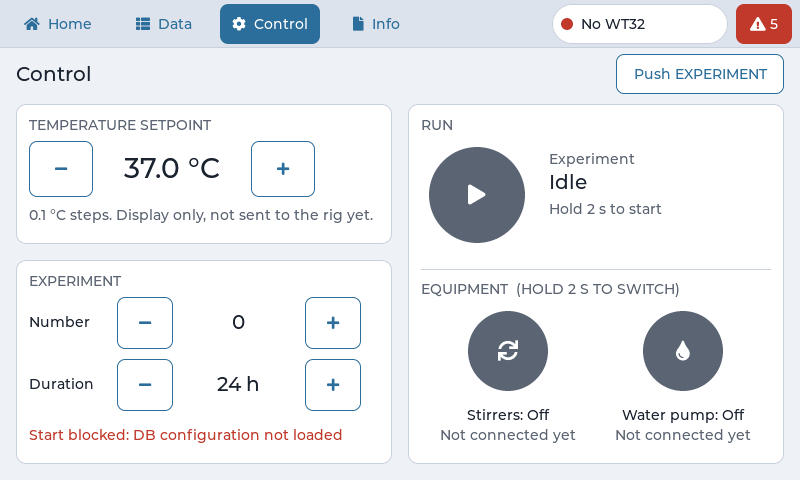 Home
Data
Control
Info
No WT32
5
Control
Push EXPERIMENT
TEMPERATURE SETPOINT
− 37.0 °C +
0.1 °C steps. Display only, not sent to the rig yet.
EXPERIMENT
Number − 0 +
Duration − 24 h +
Start blocked: DB configuration not loaded
RUN
Experiment
Idle
Hold 2 s to start
EQUIPMENT (HOLD 2 S TO SWITCH)
Stirrers: Off
Not connected yet
Water pump: Off
Not connected yet